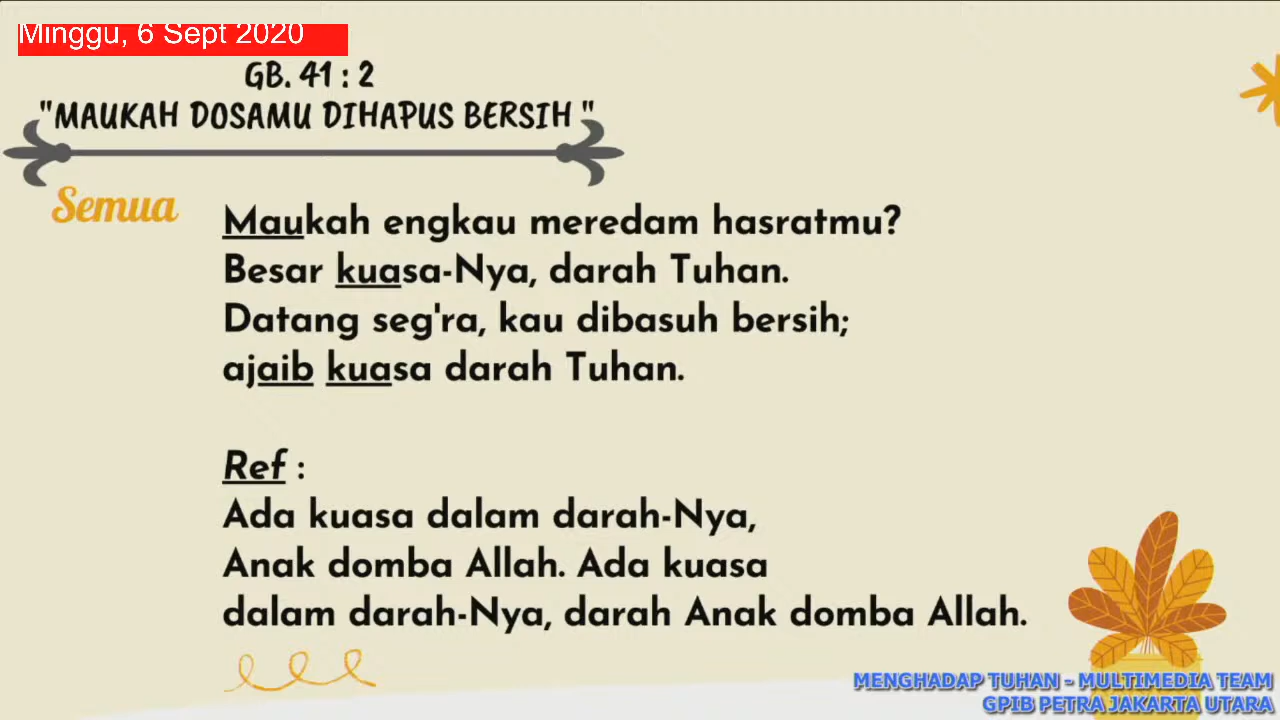 Minggu, 6 Sept 2020
GB. 41 : 2
"MAUKAH DOSAMU DIHAPUS BERSIH "
Semua
Maukah engkau meredam hasratmu?
Besar kuasa-Nya, darah Tuhan.
Datang seg'ra, kau dibasuh bersih;
ajaib kuasa darah Tuhan.
Ref :
Ada kuasa dalam darah-Nya,
Anak domba Allah. Ada kuasa
dalam darah-Nya, darah Anak domba Allah.
MENGHADAP TUHAN - MULTIMEDIA TEAM
GPIB PETRA JAKARTA UTARA